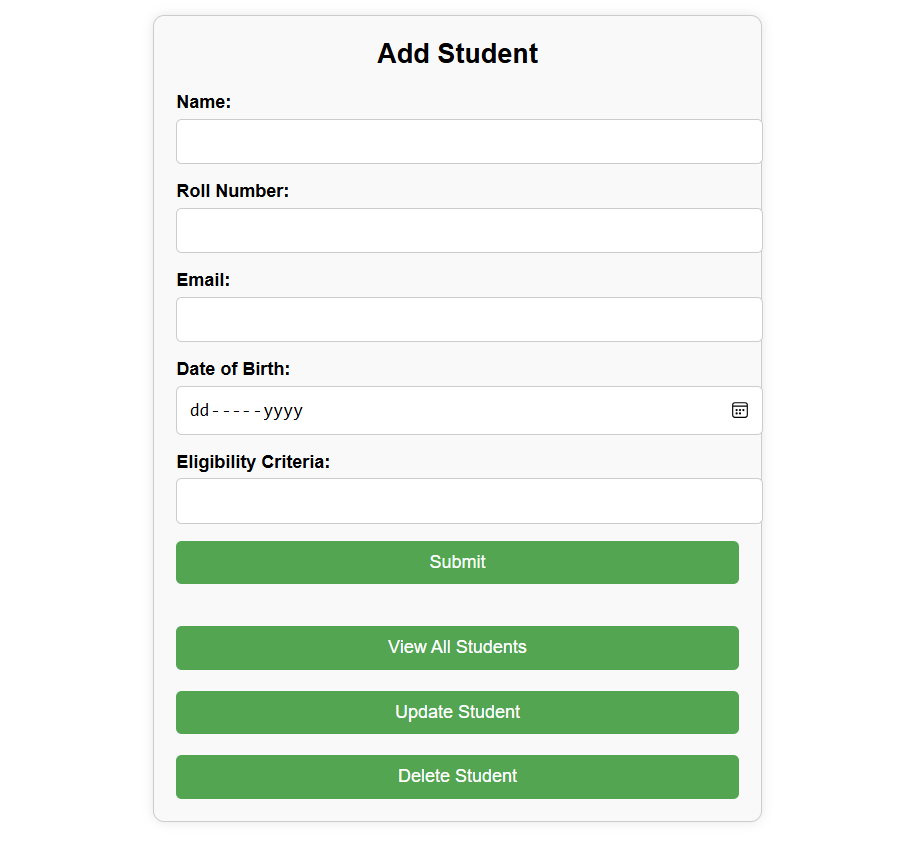 Add Student
Name:
Roll Number:
Email:
Date of Birth:
dd-----yyyy
Eligibility Criteria:
Submit
View All Students
Update Student
Delete Student